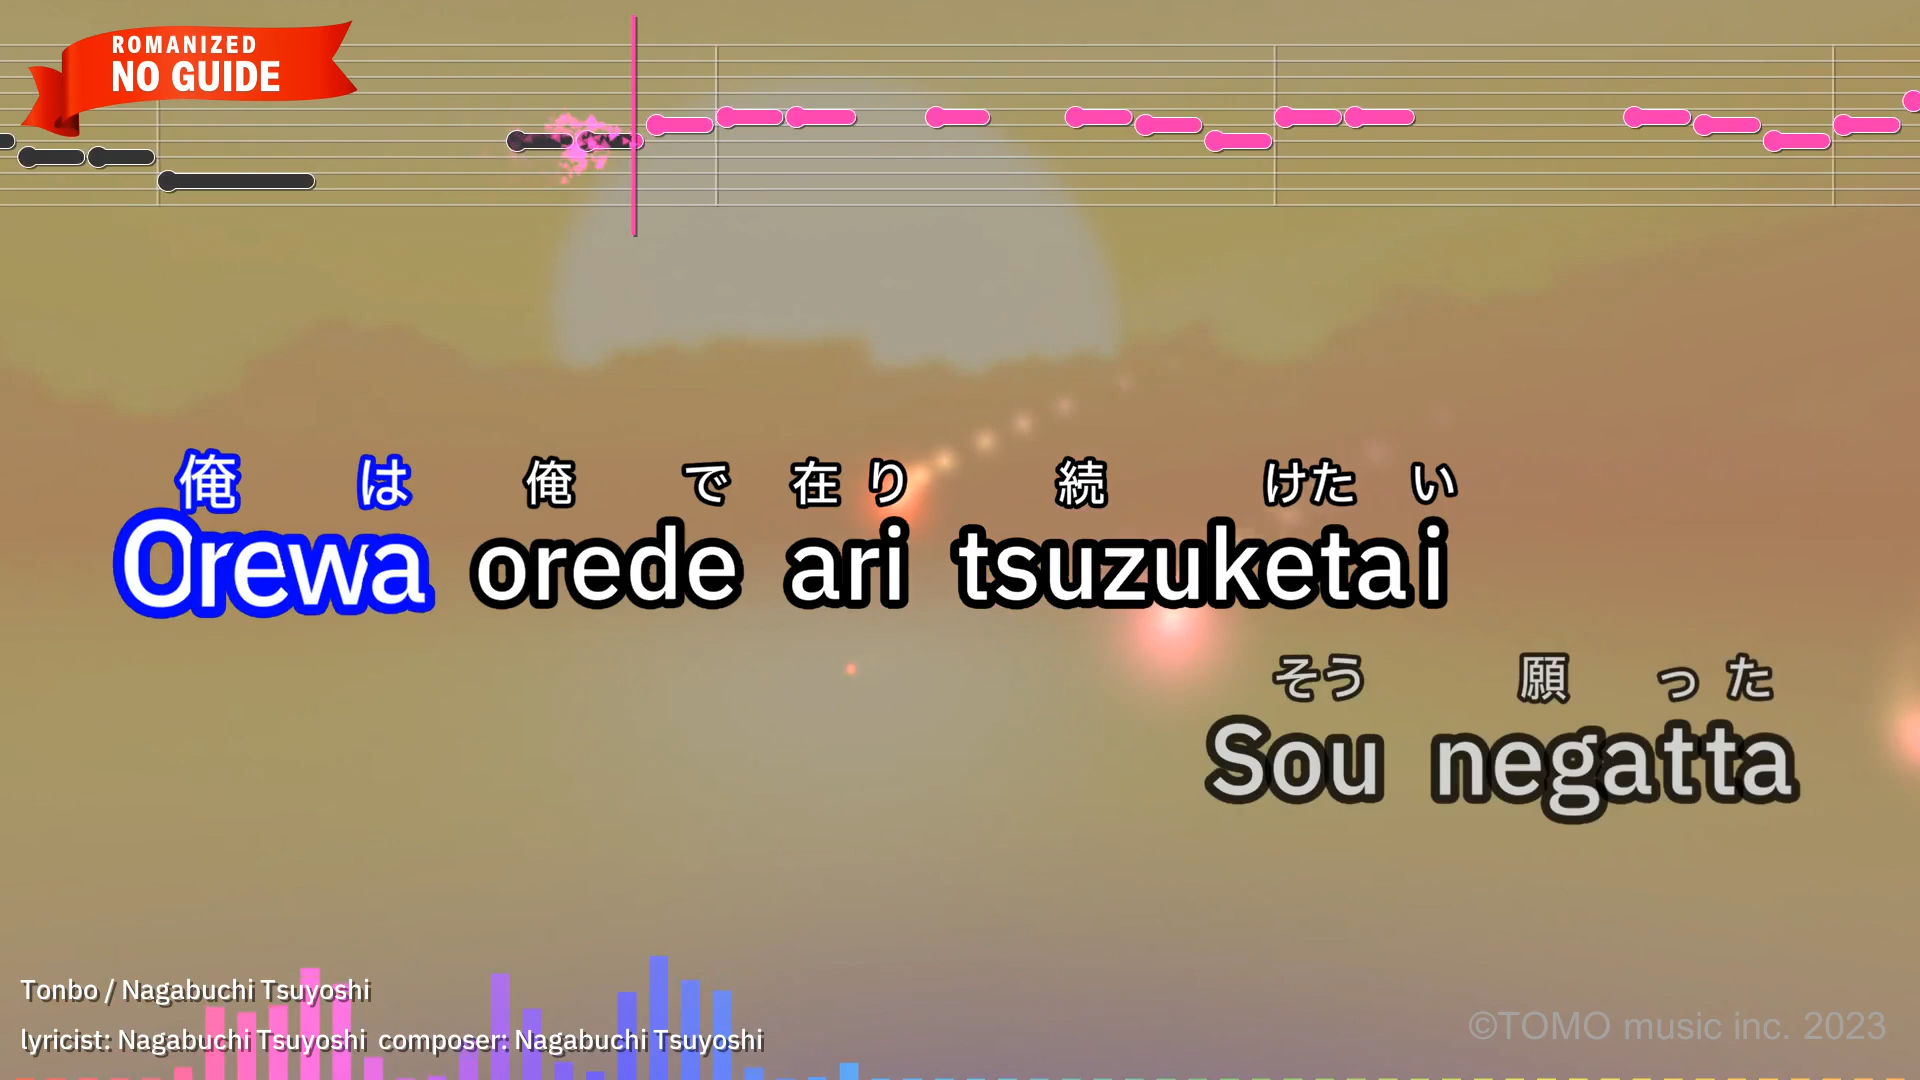 ROMANIZED
NO GUIDE
俺は俺で在り続けたい
Orewa orede ari tsuzuketai
そう願った
Sou negatta
Tonbo / Nagabuchi Tsuyoshi
lyricist: Nagabuchi Tsuyoshi composer: Nagabuchi Tsuyoshi
©TOMO music inc. 2023